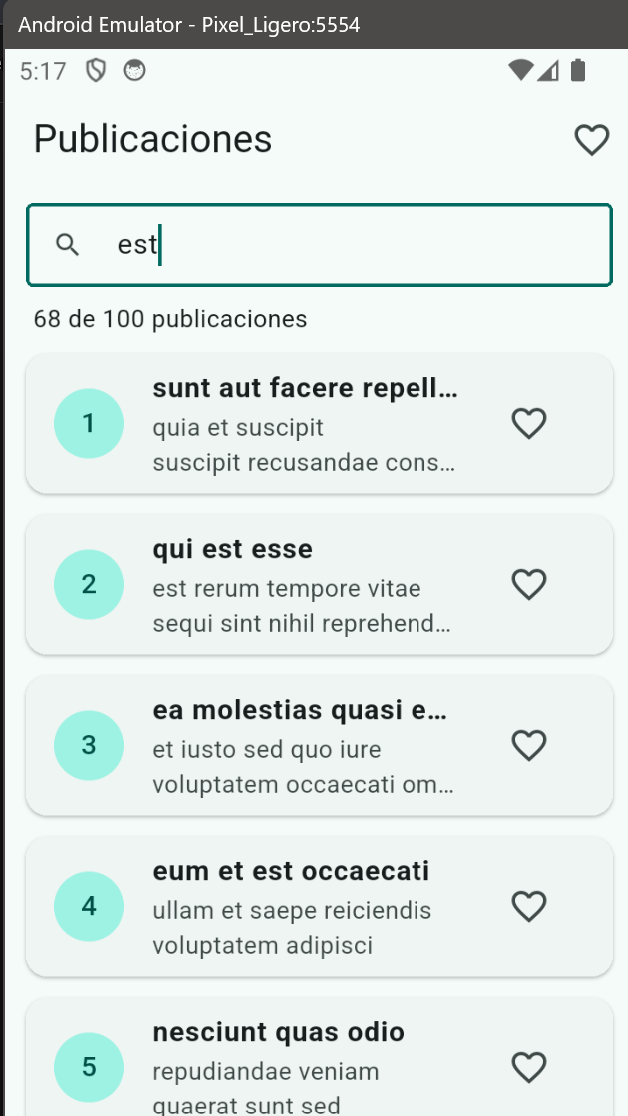 Android Emulator - Pixel_Ligero:5554
5:17
Publicaciones
est
68 de 100 publicaciones
1
sunt aut facere repell...
quia et suscipit
suscipit recusandae cons...
2
qui est esse
est rerum tempore vitae
sequi sint nihil reprehend...
3
ea molestias quasi e...
et iusto sed quo iure
voluptatem occaecati om...
4
eum et est occaecati
ullam et saepe reiciendis
voluptatem adipisci
5
nesciunt quas odio
repudiandae veniam
quaerat sunt sed